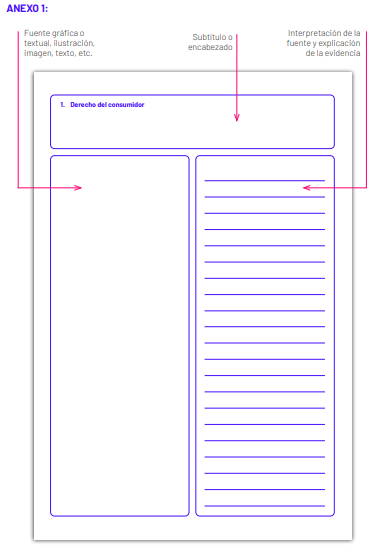 ANEXO 1:
Fuente gráfica o
textual, ilustración,
imagen, texto, etc.
Subtítulo o
encabezado
Interpretación de la
fuente y explicación
de la evidencia
1. Derecho del consumidor